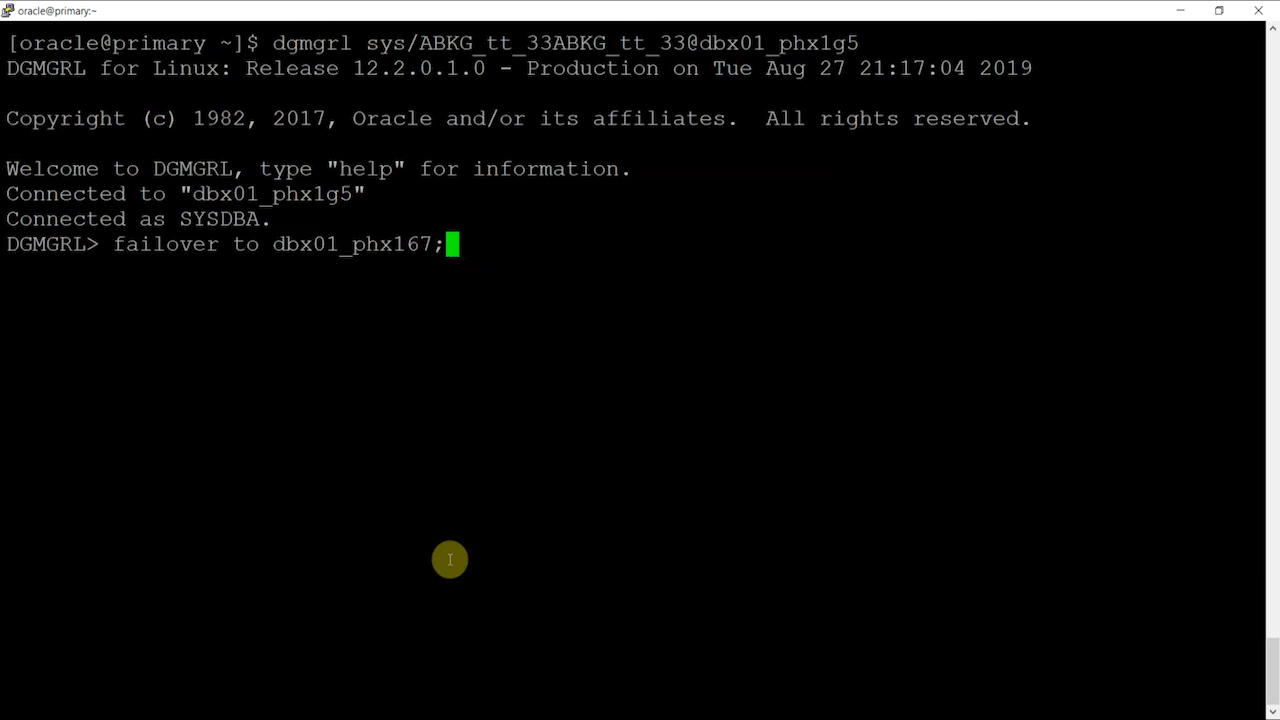 oracle@primary:~
[oracle@primary ~]$ dgmgrl sys/ABKG_tt_33ABKG_tt_33@dbx01_phx1g5
DGMGRL for Linux: Release 12.2.0.1.0 - Production on Tue Aug 27 21:17:04 2019
Copyright (c) 1982, 2017, Oracle and/or its affiliates.  All rights reserved.
Welcome to DGMGRL, type "help" for information.
Connected to "dbx01_phx1g5"
Connected as SYSDBA.
DGMGRL> failover to dbx01_phx167;